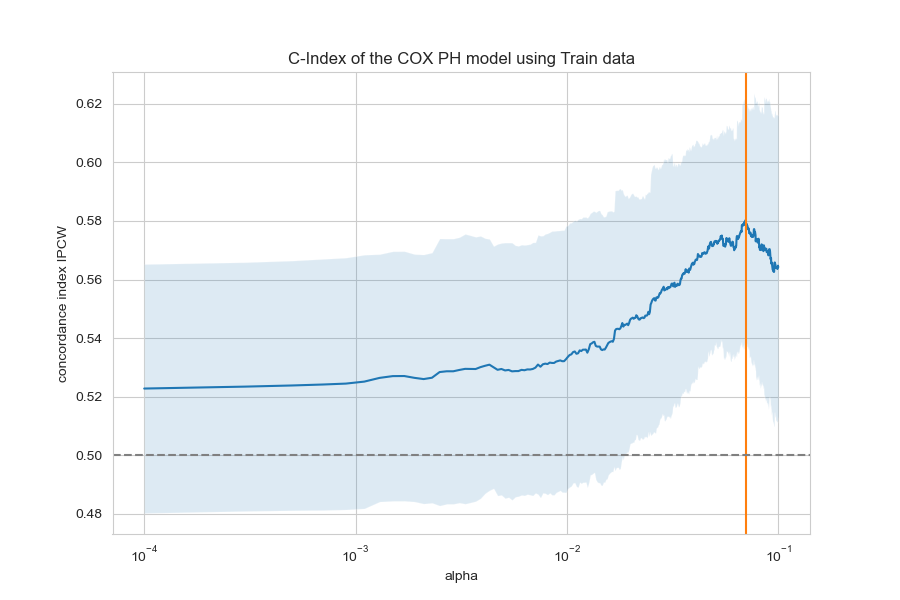 C-Index of the COX PH model using Train data
concordance index IPCW
0.62
0.60
0.58
0.56
0.54
0.52
0.50
0.48
10⁻⁴ 10⁻³ 10⁻² 10⁻¹
alpha